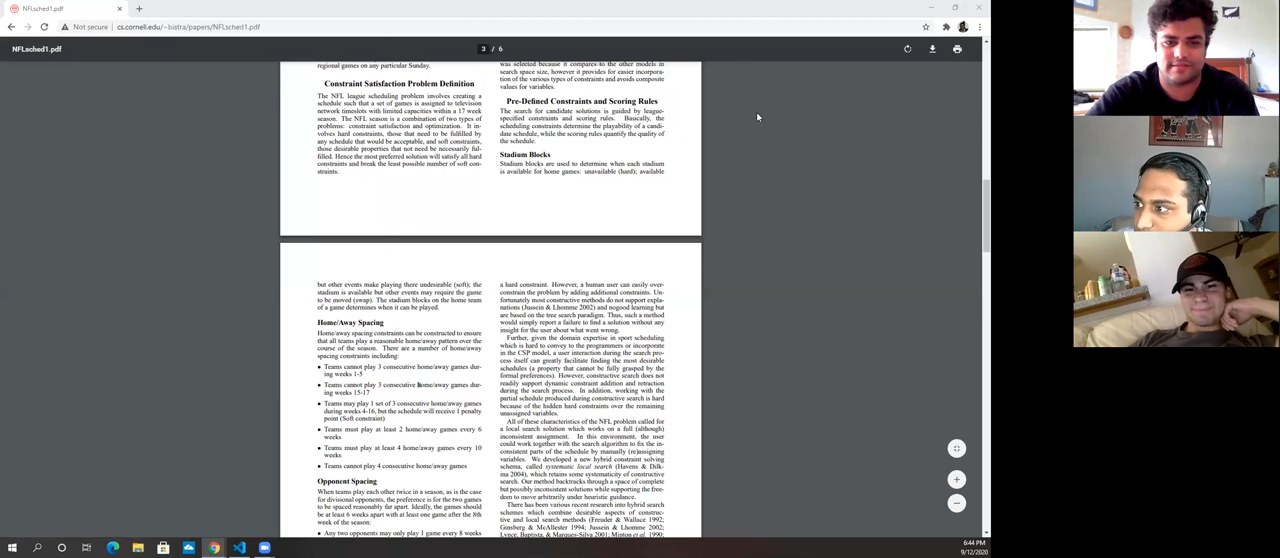 NFLsched1.pdf
Not secure | cs.cornell.edu/~bistra/papers/NFLsched1.pdf
NFLsched1.pdf
3 / 6
regional games on any particular Sunday.
Constraint Satisfaction Problem Definition
The NFL league scheduling problem involves creating a
schedule such that a set of games is assigned to television
network timeslots with limited capacities within a 17 week
season. The NFL season is a combination of two types of
problems: constraint satisfaction and optimization. It in-
volves hard constraints, those that need to be fulfilled by
any schedule that would be acceptable, and soft constraints,
those desirable properties that not need be necessarily ful-
filled. Hence the most preferred solution will satisfy all hard
constraints and break the least possible number of soft con-
straints.
was selected because it compares to the other models in
search space size, however it provides for easier incorpora-
tion of the various types of constraints and avoids composite
values for variables.
Pre-Defined Constraints and Scoring Rules
The search for candidate solutions is guided by league-
specified constraints and scoring rules. Basically, the
scheduling constraints determine the playability of a candi-
date schedule, while the scoring rules quantify the quality of
the schedule.
Stadium Blocks
Stadium blocks are used to determine when each stadium
is available for home games: unavailable (hard); available
but other events make playing there undesirable (soft); the
stadium is available but other events may require the game
to be moved (swap). The stadium blocks on the home team
of a game determines when it can be played.
Home/Away Spacing
Home/away spacing constraints can be constructed to ensure
that all teams play a reasonable home/away pattern over the
course of the season. There are a number of home/away
spacing constraints including:
• Teams cannot play 3 consecutive home/away games dur-
ing weeks 1-5
• Teams cannot play 3 consecutive home/away games dur-
ing weeks 15-17
• Teams may play 1 set of 3 consecutive home/away games
during weeks 4-16, but the schedule will receive 1 penalty
point (Soft constraint)
• Teams must play at least 2 home/away games every 6
weeks
• Teams must play at least 4 home/away games every 10
weeks
• Teams cannot play 4 consecutive home/away games
Opponent Spacing
When teams play each other twice in a season, as is the case
for divisional opponents, the preference is for the two games
to be spaced reasonably far apart. Ideally, the games should
be at least 6 weeks apart with at least one game after the 8th
week of the season:
• Any two opponents may only play 1 game every 8 weeks
a hard constraint. However, a human user can easily over-
constrain the problem by adding additional constraints. Un-
fortunately most constructive methods do not support expla-
nations (Jussein & Lhomme 2002) and nogood learning but
are based on the tree search paradigm. Thus, such a method
would simply report a failure to find a solution without any
insight for the user about what went wrong.
Further, given the domain expertise in sport scheduling
which is hard to convey to the programmers or incorporate
in the CSP model, a user interaction during the search pro-
cess itself can greatly facilitate finding the most desirable
schedules (a property that cannot be fully grasped by the
formal preferences). However, constructive search does not
readily support dynamic constraint addition and retraction
during the search process. In addition, working with the
partial schedule produced during constructive search is hard
because of the hidden hard constraints over the remaining
unassigned variables.
All of these characteristics of the NFL problem called for
a local search solution which works on a full (although)
inconsistent assignment. In this environment, the user
could work together with the search algorithm to fix the in-
consistent parts of the schedule by manually (re)assigning
variables. We developed a new hybrid constraint solving
schema, called systematic local search (Havens & Dilk-
ina 2004), which retains some systematicity of constructive
search. Our method backtracks through a space of complete
but possibly inconsistent solutions while supporting the free-
dom to move arbitrarily under heuristic guidance.
There has been various recent research into hybrid search
schemes which combine desirable aspects of construc-
tive and local search methods (Freuder & Wallace 1992;
Ginsberg & McAllester 1994; Jussein & Lhomme 2002;
Lynce, Baptista, & Marques-Silva 2001; Minton et al. 1990;
6:44 PM
9/12/2020